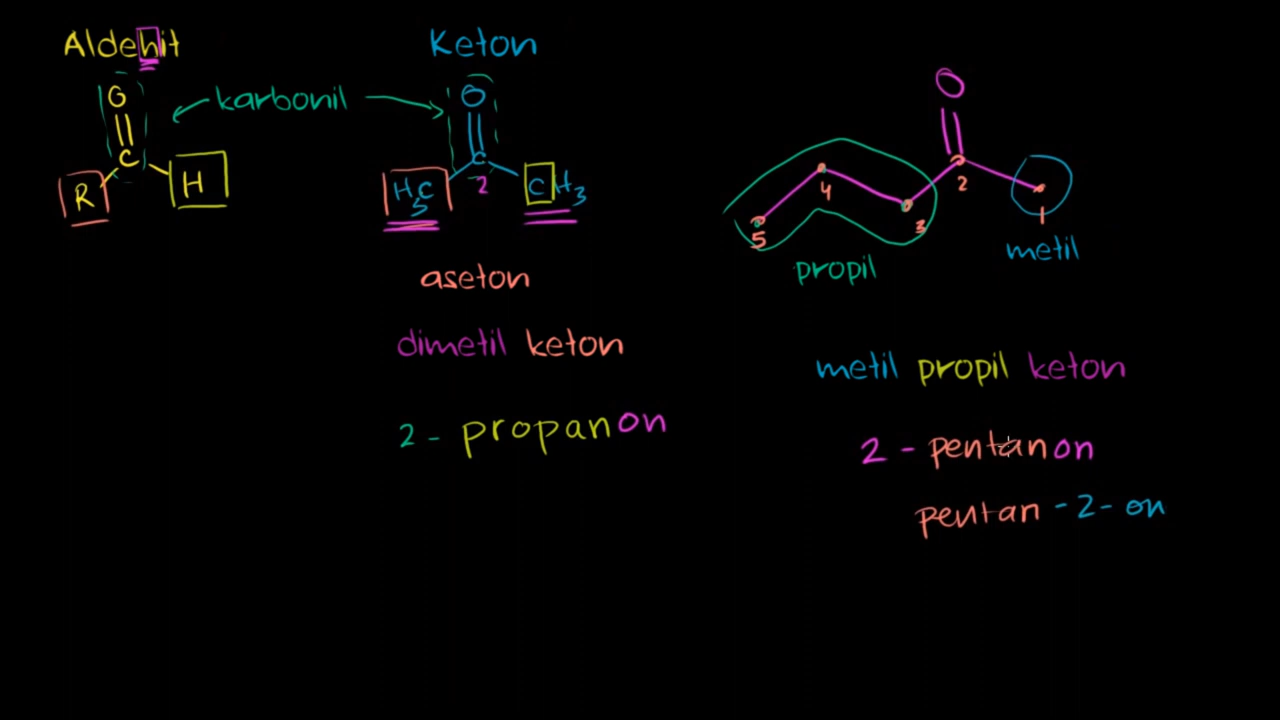 Aldehit
O
C
R
H
karbonil
Keton
O
C
2
H₅C
CH₃
aseton
dimetil keton
2 - propanon
O
5
4
3
2
1
propil
metil
metil propil keton
2 - pentanon
pentan - 2 - on